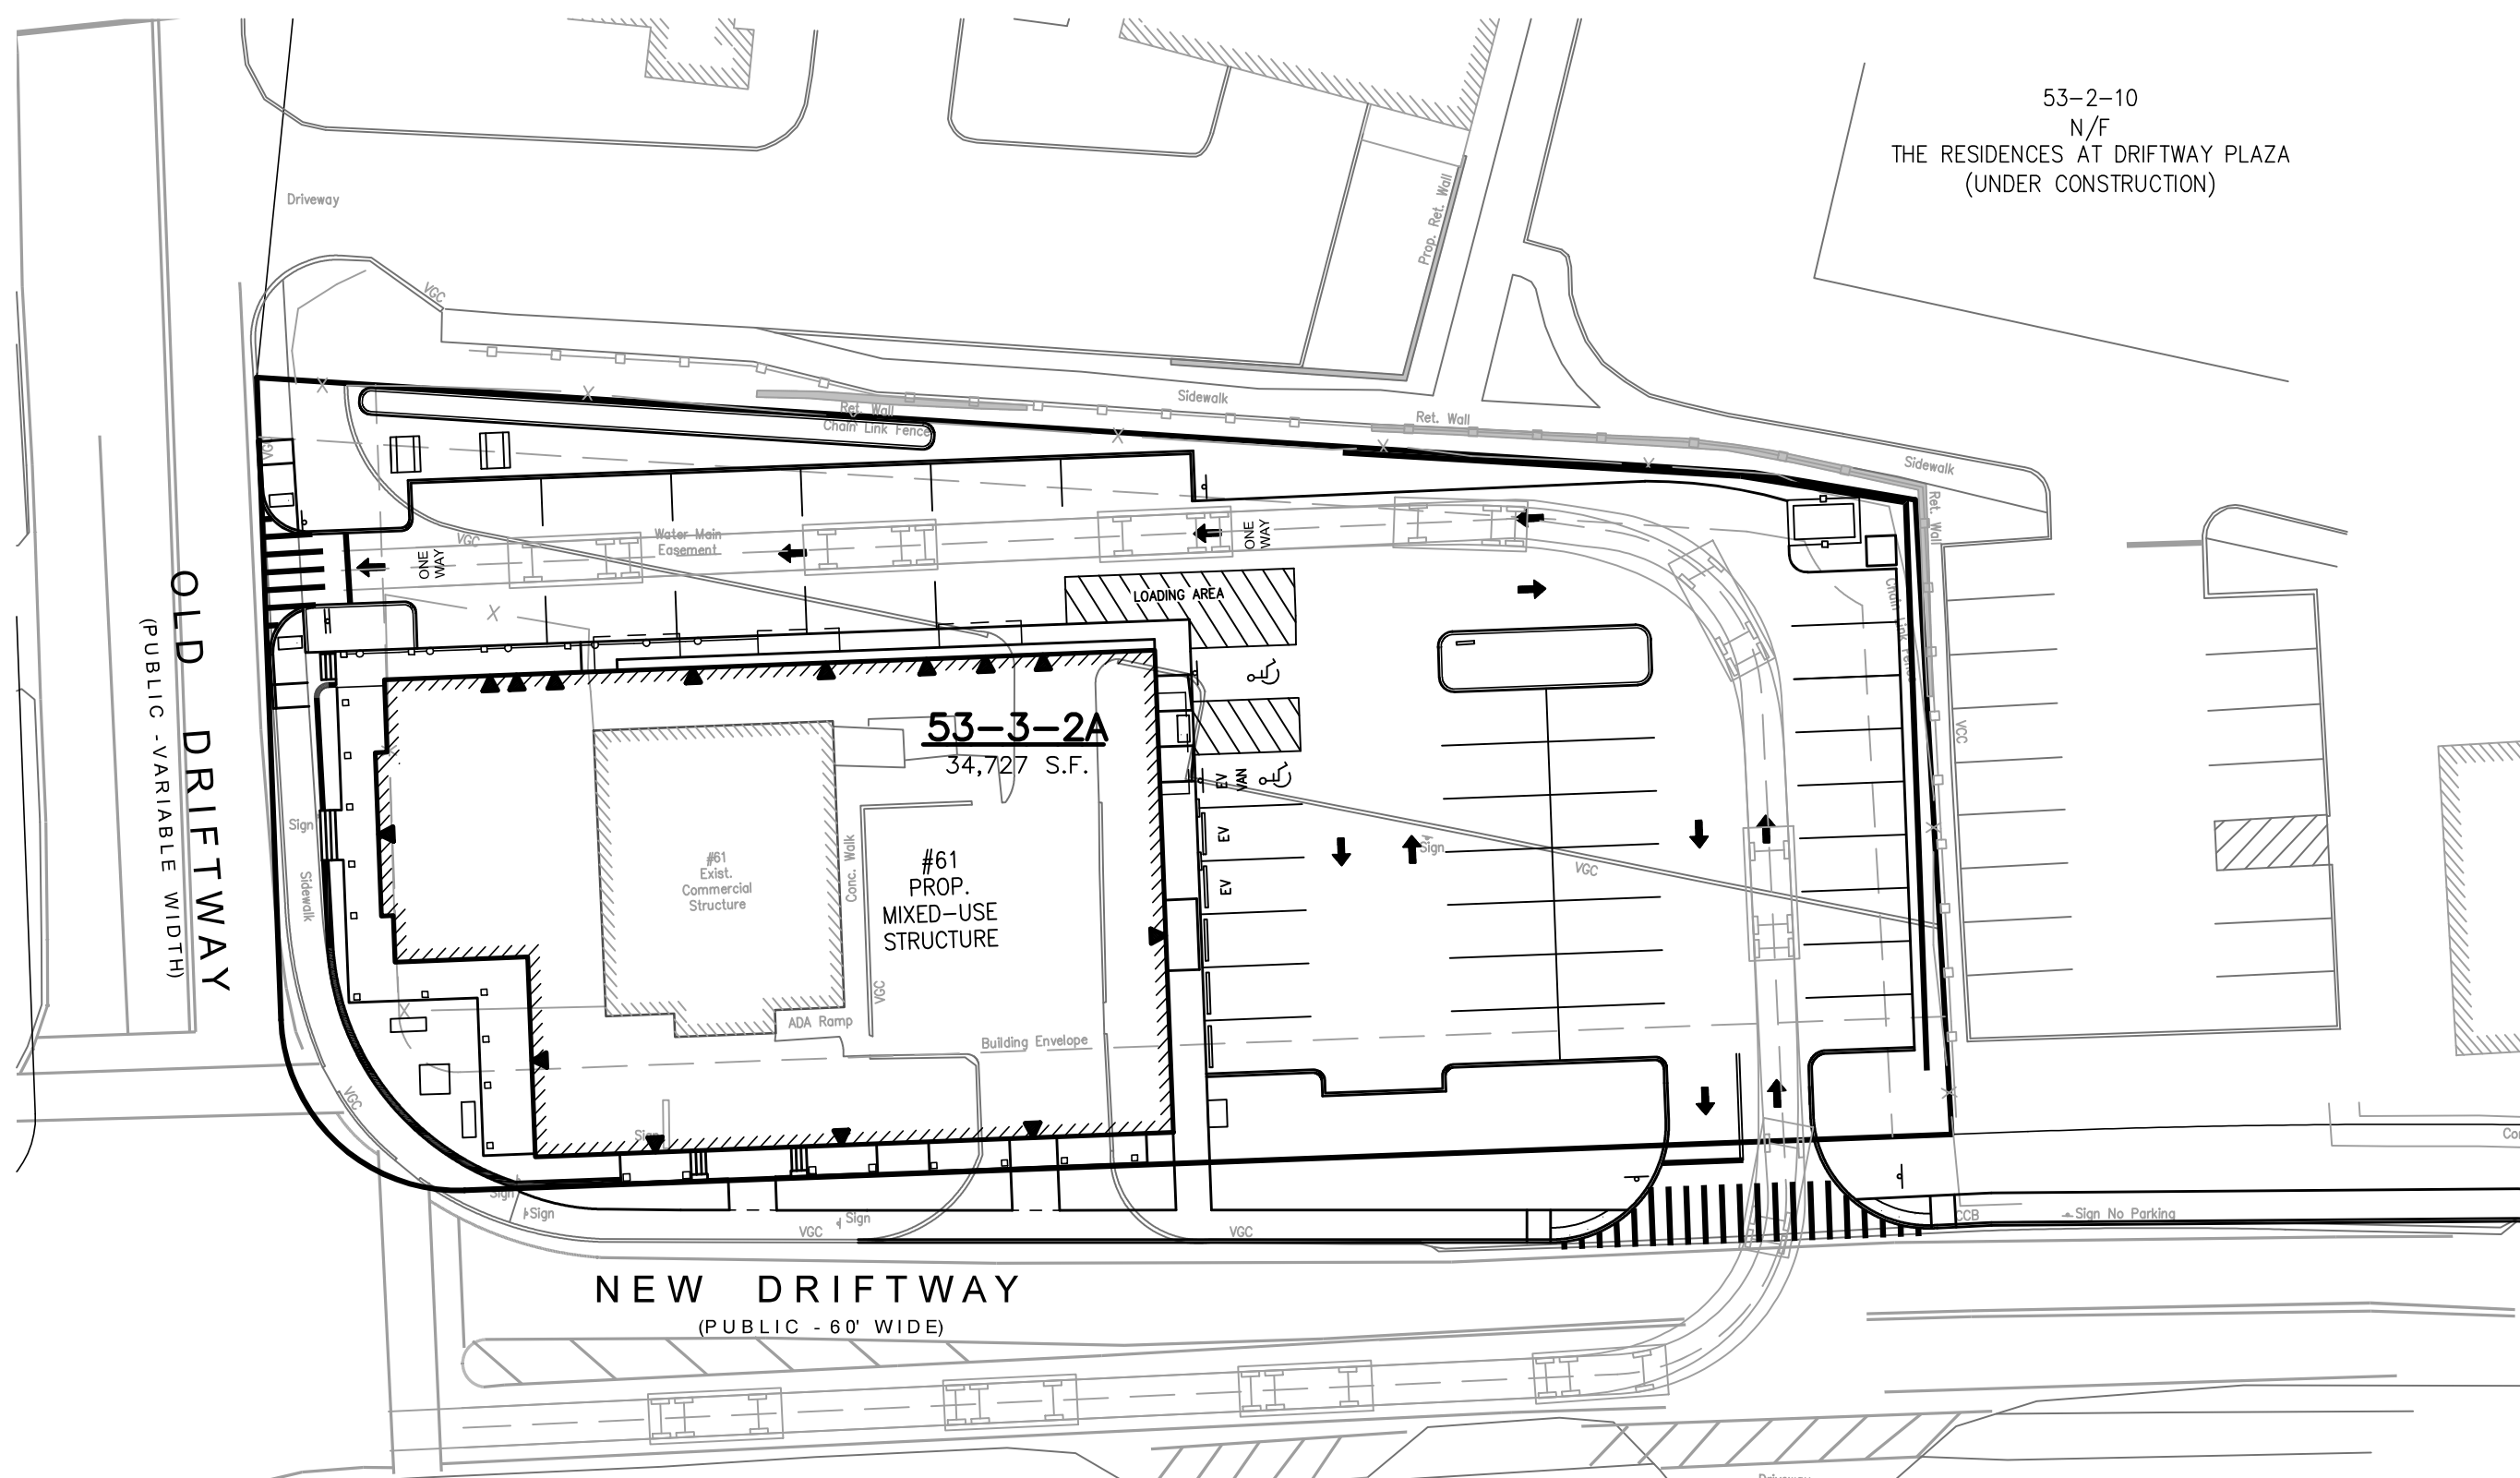 53-2-10
N/F
THE RESIDENCES AT DRIFTWAY PLAZA
(UNDER CONSTRUCTION)
Driveway
VGC
Prop. Ret. Wall
Sidewalk
Ret. Wall
Ret. Wall
Chain Link Fence
Sidewalk
Ret. Wall
X
X
X
X
VGC
Water Main
Easement
ONE
WAY
ONE
WAY
LOADING AREA
X
Chain Link Fence
OLD DRIFTWAY
(PUBLIC -VARIABLE WIDTH)
53-3-2A
34,727 S.F.
VGC
EV
VAN
EV
EV
Sign
Sidewalk
#61
Exist.
Commercial
Structure
Conc. Walk
#61
PROP.
MIXED-USE
STRUCTURE
Sign
VGC
X
VGC
X
ADA Ramp
Building Envelope
X
VGC
Sign
Sign
Sign
Sign
VGC
VGC
CCB
Sign No Parking
NEW DRIFTWAY
(PUBLIC - 60' WIDE)